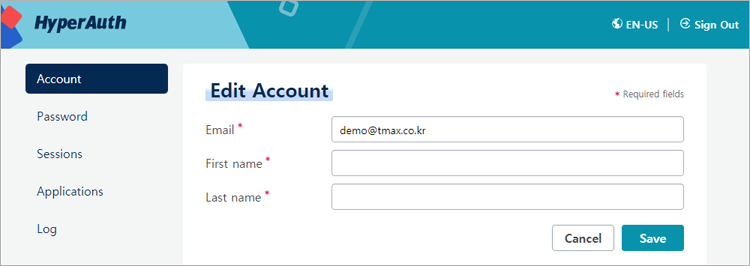 HyperAuth
EN-US | Sign Out
Account
Password
Sessions
Applications
Log
Edit Account
* Required fields
Email *
demo@tmax.co.kr
First name *
Last name *
Cancel
Save